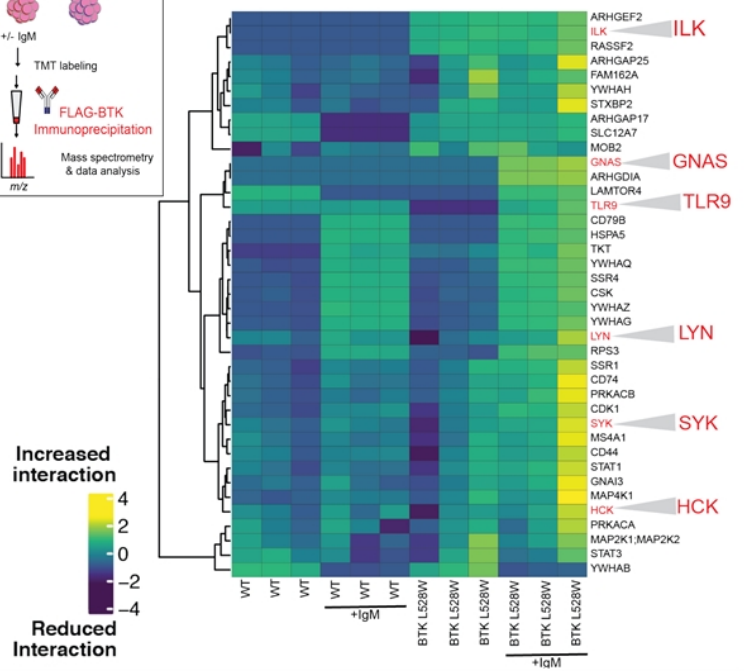 +/- IgM
TMT labeling
FLAG-BTK
Immunoprecipitation
Mass spectrometry
& data analysis
m/z
ARHGEF2
ILK
RASSF2
ARHGAP25
FAM162A
YWHAH
STXBP2
ARHGAP17
SLC12A7
MOB2
GNAS
ARHGDIA
LAMTOR4
TLR9
CD79B
HSPA5
TKT
YWHAQ
SSR4
CSK
YWHAZ
YWHAG
LYN
RPS3
SSR1
CD74
PRKACB
CDK1
SYK
MS4A1
CD44
STAT1
GNAI3
MAP4K1
HCK
PRKACA
MAP2K1;MAP2K2
STAT3
YWHAB
ILK
GNAS
TLR9
LYN
SYK
HCK
Increased
interaction
4
2
0
−2
−4
Reduced
Interaction
WT
WT
WT
WT
WT
WT
BTK L528W
BTK L528W
BTK L528W
BTK L528W
BTK L528W
BTK L528W
+IgM
+IgM